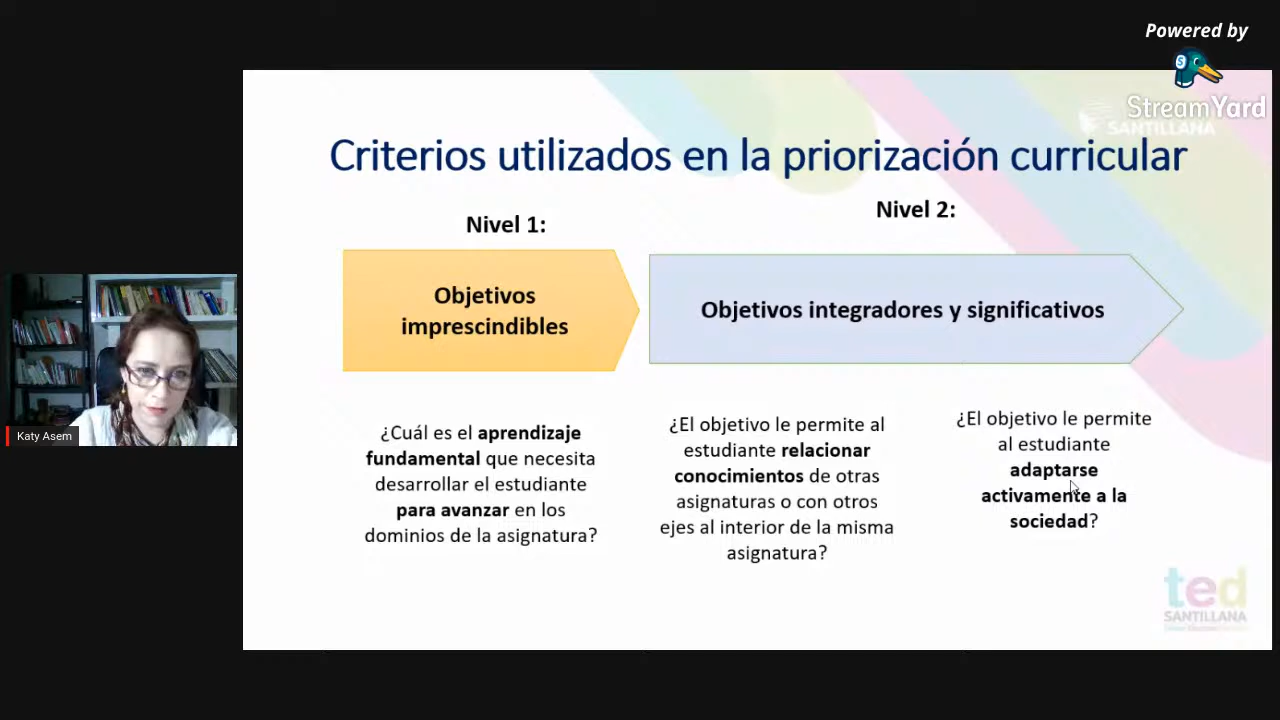 Powered by
StreamYard
SANTILLANA
Criterios utilizados en la priorización curricular
Nivel 1:
Nivel 2:
Objetivos
imprescindibles
Objetivos integradores y significativos
¿Cuál es el aprendizaje
fundamental que necesita
desarrollar el estudiante
para avanzar en los
dominios de la asignatura?
¿El objetivo le permite al
estudiante relacionar
conocimientos de otras
asignaturas o con otros
ejes al interior de la misma
asignatura?
¿El objetivo le permite
al estudiante
adaptarse
activamente a la
sociedad?
Katy Asem
ted
SANTILLANA